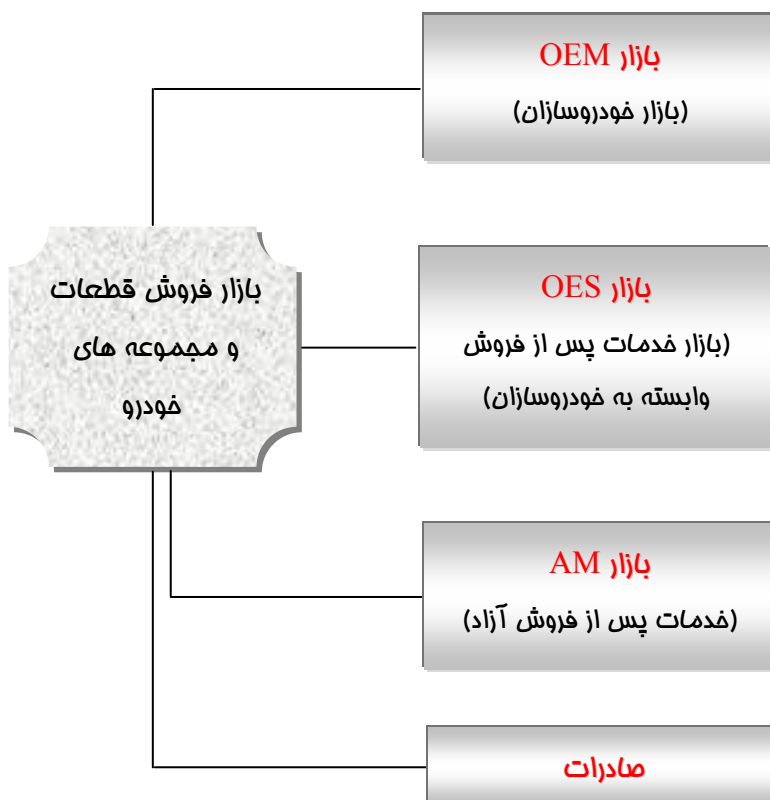 بازار OEM
(بازار خودروسازان)
بازار فروش قطعات
و مجموعه های
خودرو
بازار OES
(بازار خدمات پس از فروش
وابسته به خودروسازان)
بازار AM
(خدمات پس از فروش آزاد)
صادرات